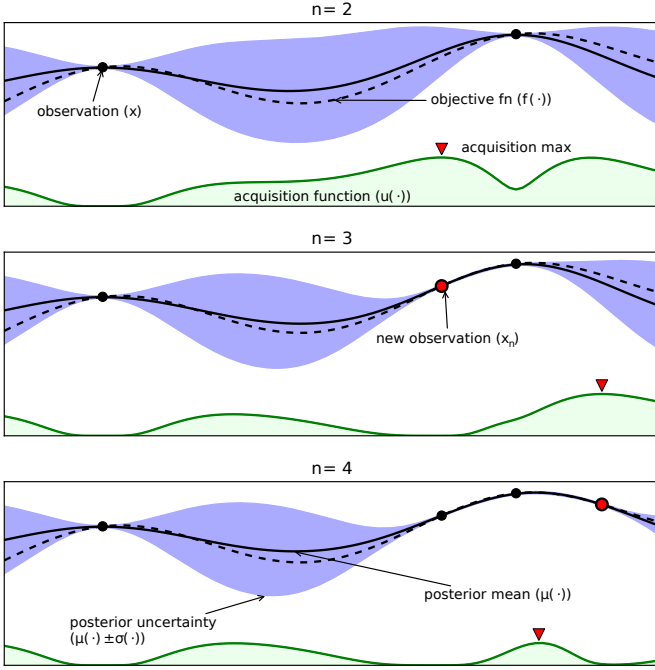 n= 2
observation (x)
objective fn (f(·))
acquisition max
acquisition function (u(·))
n= 3
new observation (xₙ)
n= 4
posterior mean (μ(·))
posterior uncertainty
(μ(·) ±σ(·))